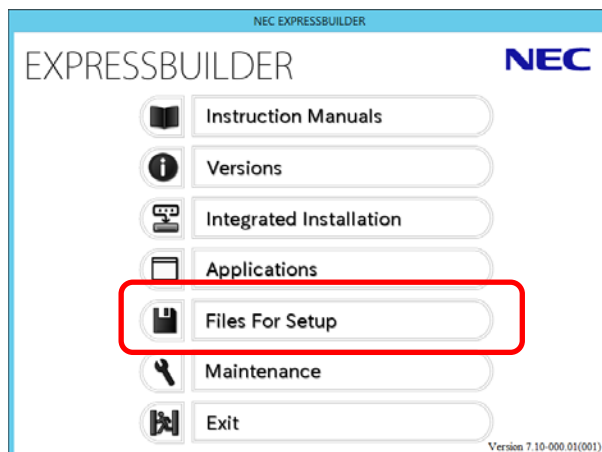 NEC EXPRESSBUILDER
EXPRESSBUILDER
NEC
Instruction Manuals
Versions
Integrated Installation
Applications
Files For Setup
Maintenance
Exit
Version 7.10-000.01(001)